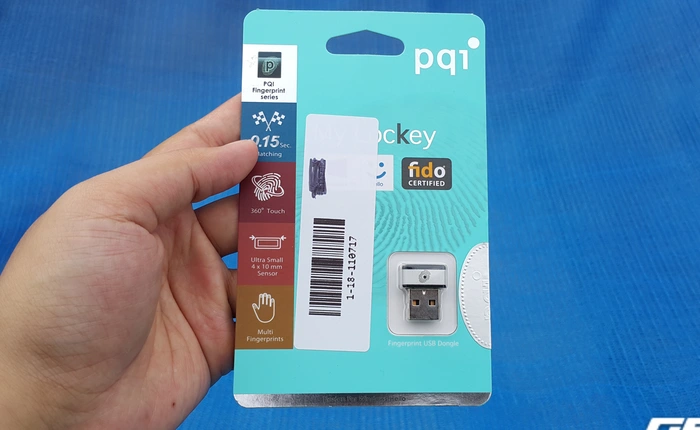 pqi
P
PQI
Fingerprint
series
0.15 Sec.
Matching
ockey
fido
CERTIFIED
360° Touch
Ultra Small
4 x 10 mm
Sensor
1-18-110717
Multi
Fingerprints
Fingerprint USB Dongle